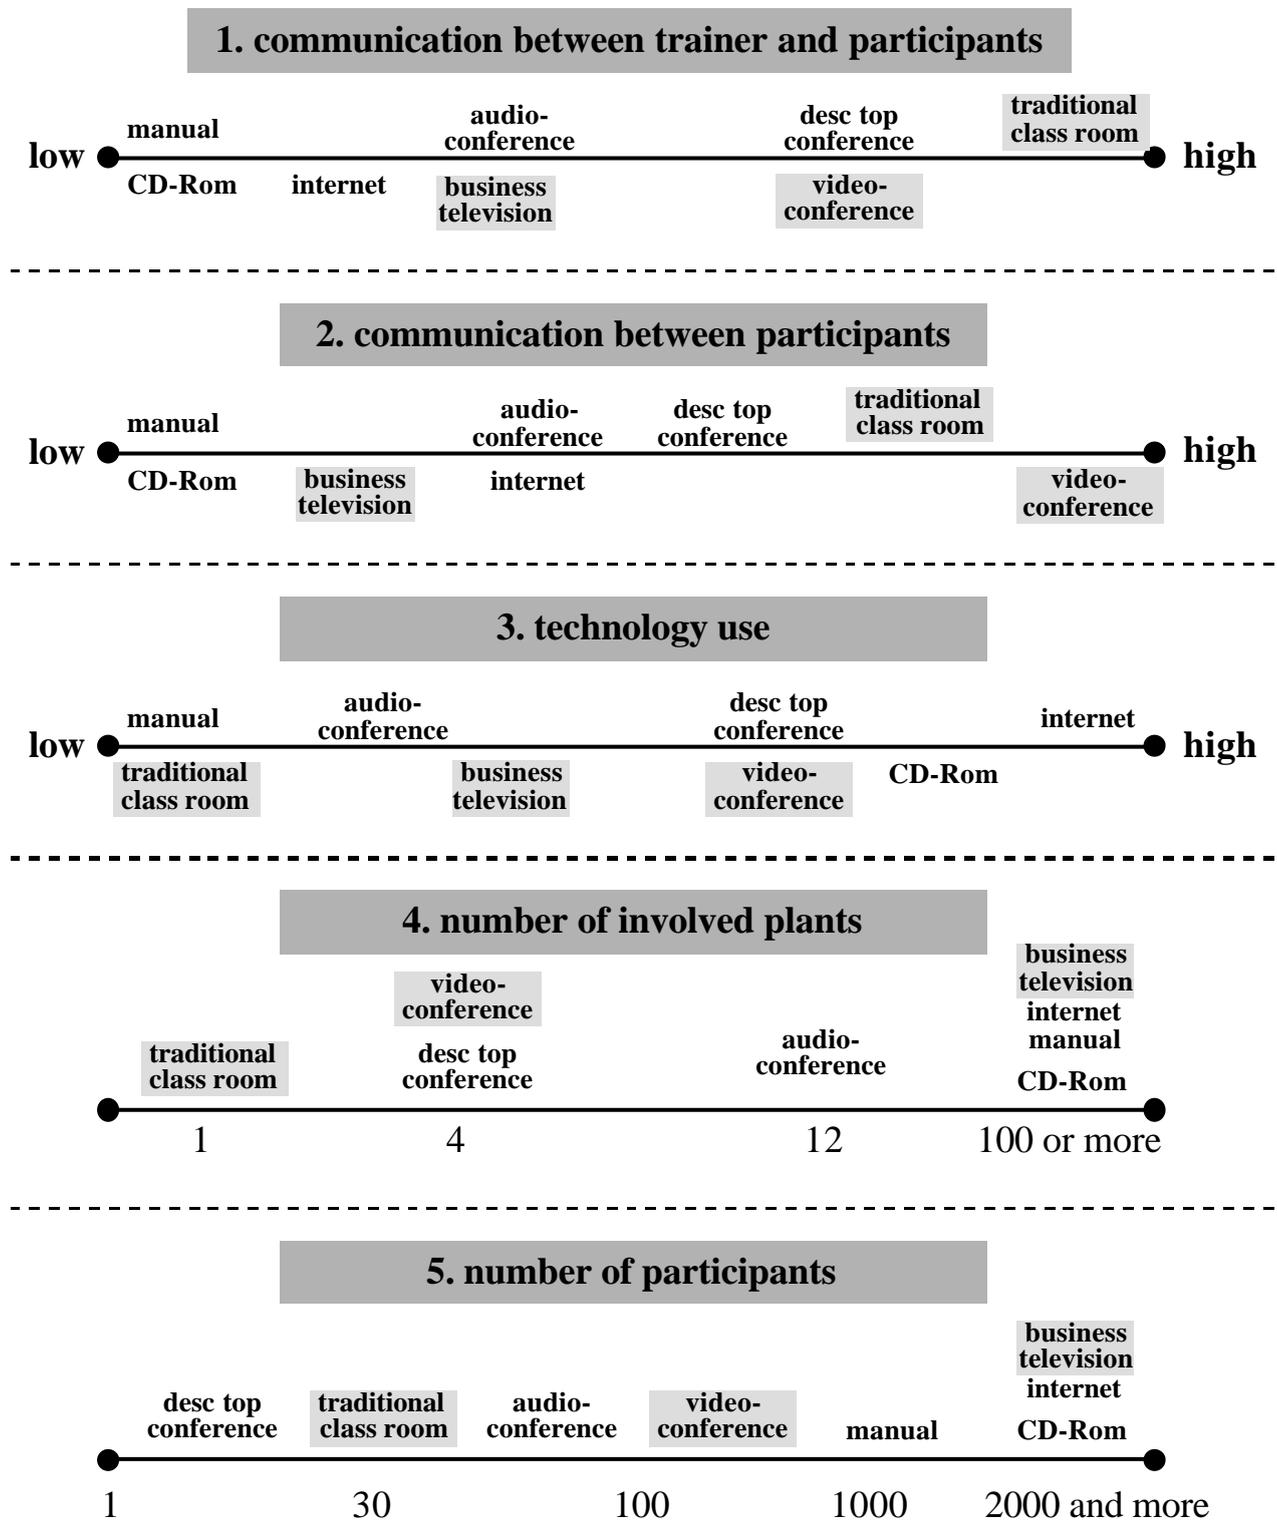 1. communication between trainer and participants
manual
audio-
conference
desc top
conference
traditional
class room
low
high
CD-Rom
internet
business
television
video-
conference
2. communication between participants
manual
audio-
conference
desc top
conference
traditional
class room
low
high
CD-Rom
business
television
internet
video-
conference
3. technology use
manual
audio-
conference
desc top
conference
internet
low
high
traditional
class room
business
television
video-
conference
CD-Rom
4. number of involved plants
traditional
class room
video-
conference
desc top
conference
audio-
conference
business
television
internet
manual
CD-Rom
1
4
12
100 or more
5. number of participants
desc top
conference
traditional
class room
audio-
conference
video-
conference
manual
business
television
internet
CD-Rom
1
30
100
1000
2000 and more